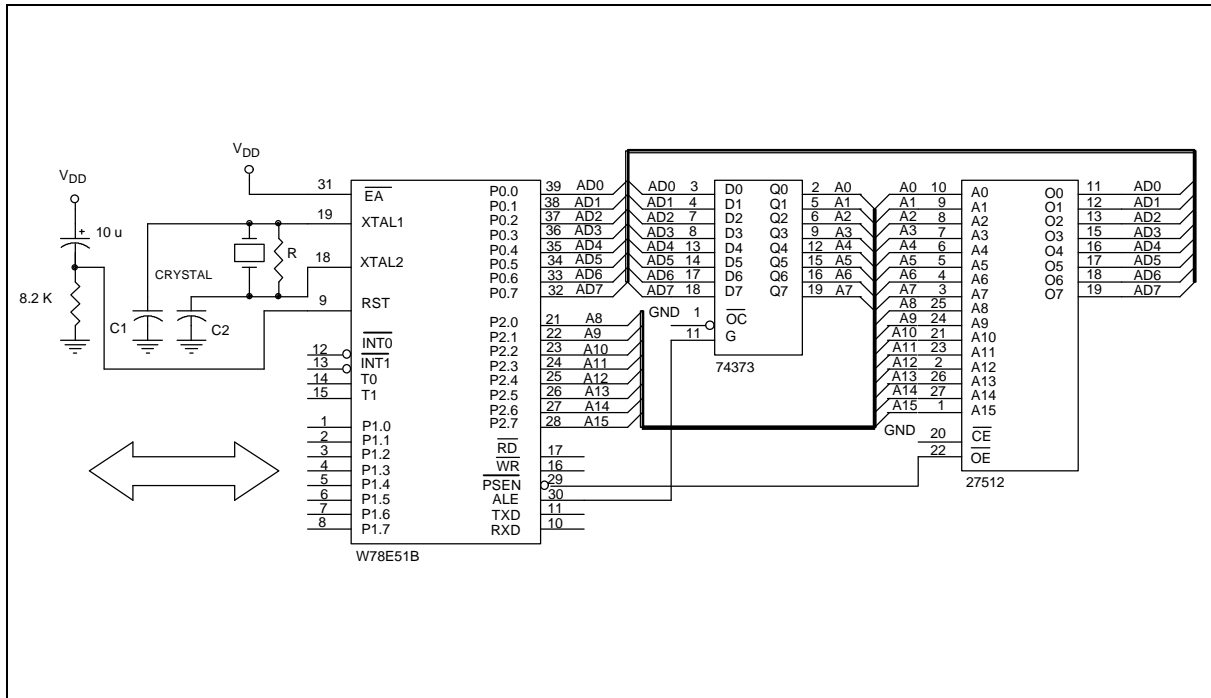 VDD
VDD
10 u
8.2 K
C1
CRYSTAL
C2
R
31 EA
19 XTAL1
18 XTAL2
9 RST
12 INT0
13 INT1
14 T0
15 T1
1 P1.0
2 P1.1
3 P1.2
4 P1.3
5 P1.4
6 P1.5
7 P1.6
8 P1.7
P0.0 39 AD0
P0.1 38 AD1
P0.2 37 AD2
P0.3 36 AD3
P0.4 35 AD4
P0.5 34 AD5
P0.6 33 AD6
P0.7 32 AD7
P2.0 21 A8
P2.1 22 A9
P2.2 23 A10
P2.3 24 A11
P2.4 25 A12
P2.5 26 A13
P2.6 27 A14
P2.7 28 A15
RD 17
WR 16
PSEN 29
ALE 30
TXD 11
RXD 10
W78E51B
AD0 3 D0 Q0 2 A0
AD1 4 D1 Q1 5 A1
AD2 7 D2 Q2 6 A2
AD3 8 D3 Q3 9 A3
AD4 13 D4 Q4 12 A4
AD5 14 D5 Q5 15 A5
AD6 17 D6 Q6 16 A6
AD7 18 D7 Q7 19 A7
GND 1 OC
11 G
74373
A0 10 A0 O0 11 AD0
A1 9 A1 O1 12 AD1
A2 8 A2 O2 13 AD2
A3 7 A3 O3 15 AD3
A4 6 A4 O4 16 AD4
A5 5 A5 O5 17 AD5
A6 4 A6 O6 18 AD6
A7 3 A7 O7 19 AD7
A8 25 A8
A9 24 A9
A10 21 A10
A11 23 A11
A12 2 A12
A13 26 A13
A14 27 A14
A15 1 A15
GND 20 CE
22 OE
27512